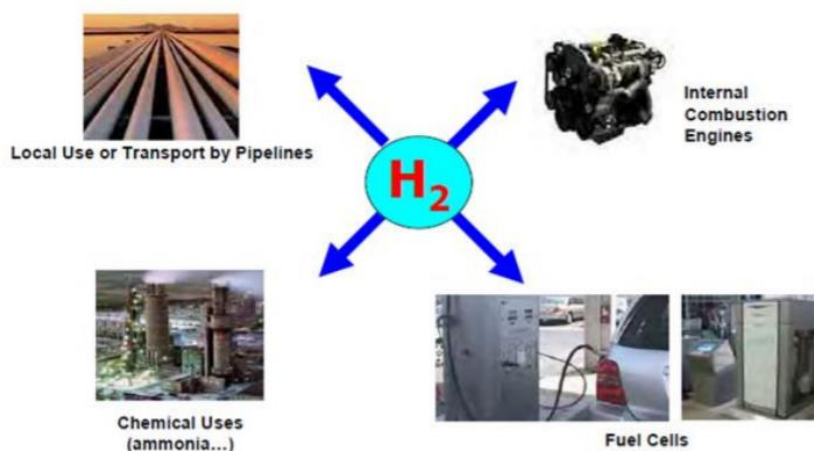 Local Use or Transport by Pipelines
Internal
Combustion
Engines
H₂
Chemical Uses
(ammonia...)
Fuel Cells